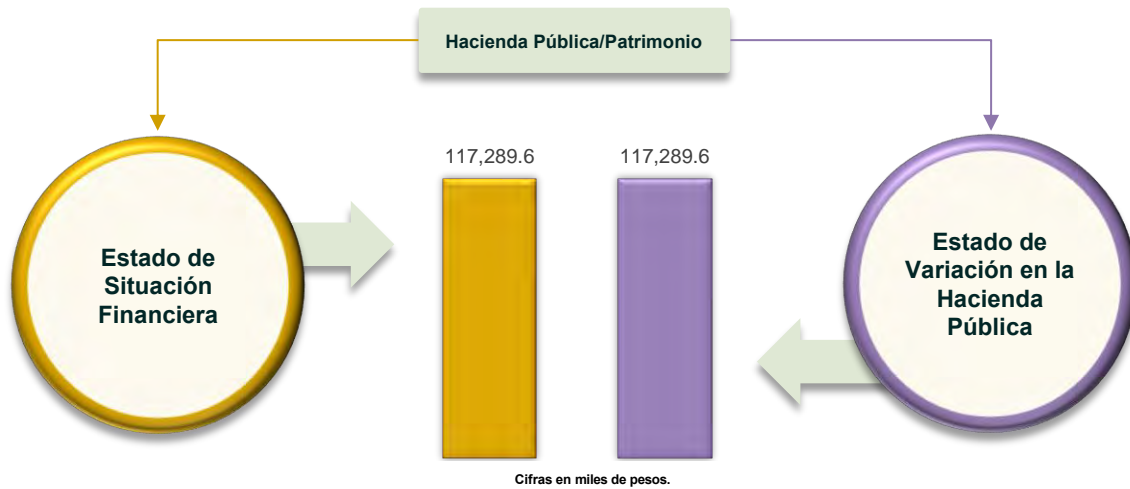 Hacienda Pública/Patrimonio
117,289.6
117,289.6
Estado de
Situación
Financiera
Estado de
Variación en la
Hacienda
Pública
Cifras en miles de pesos.